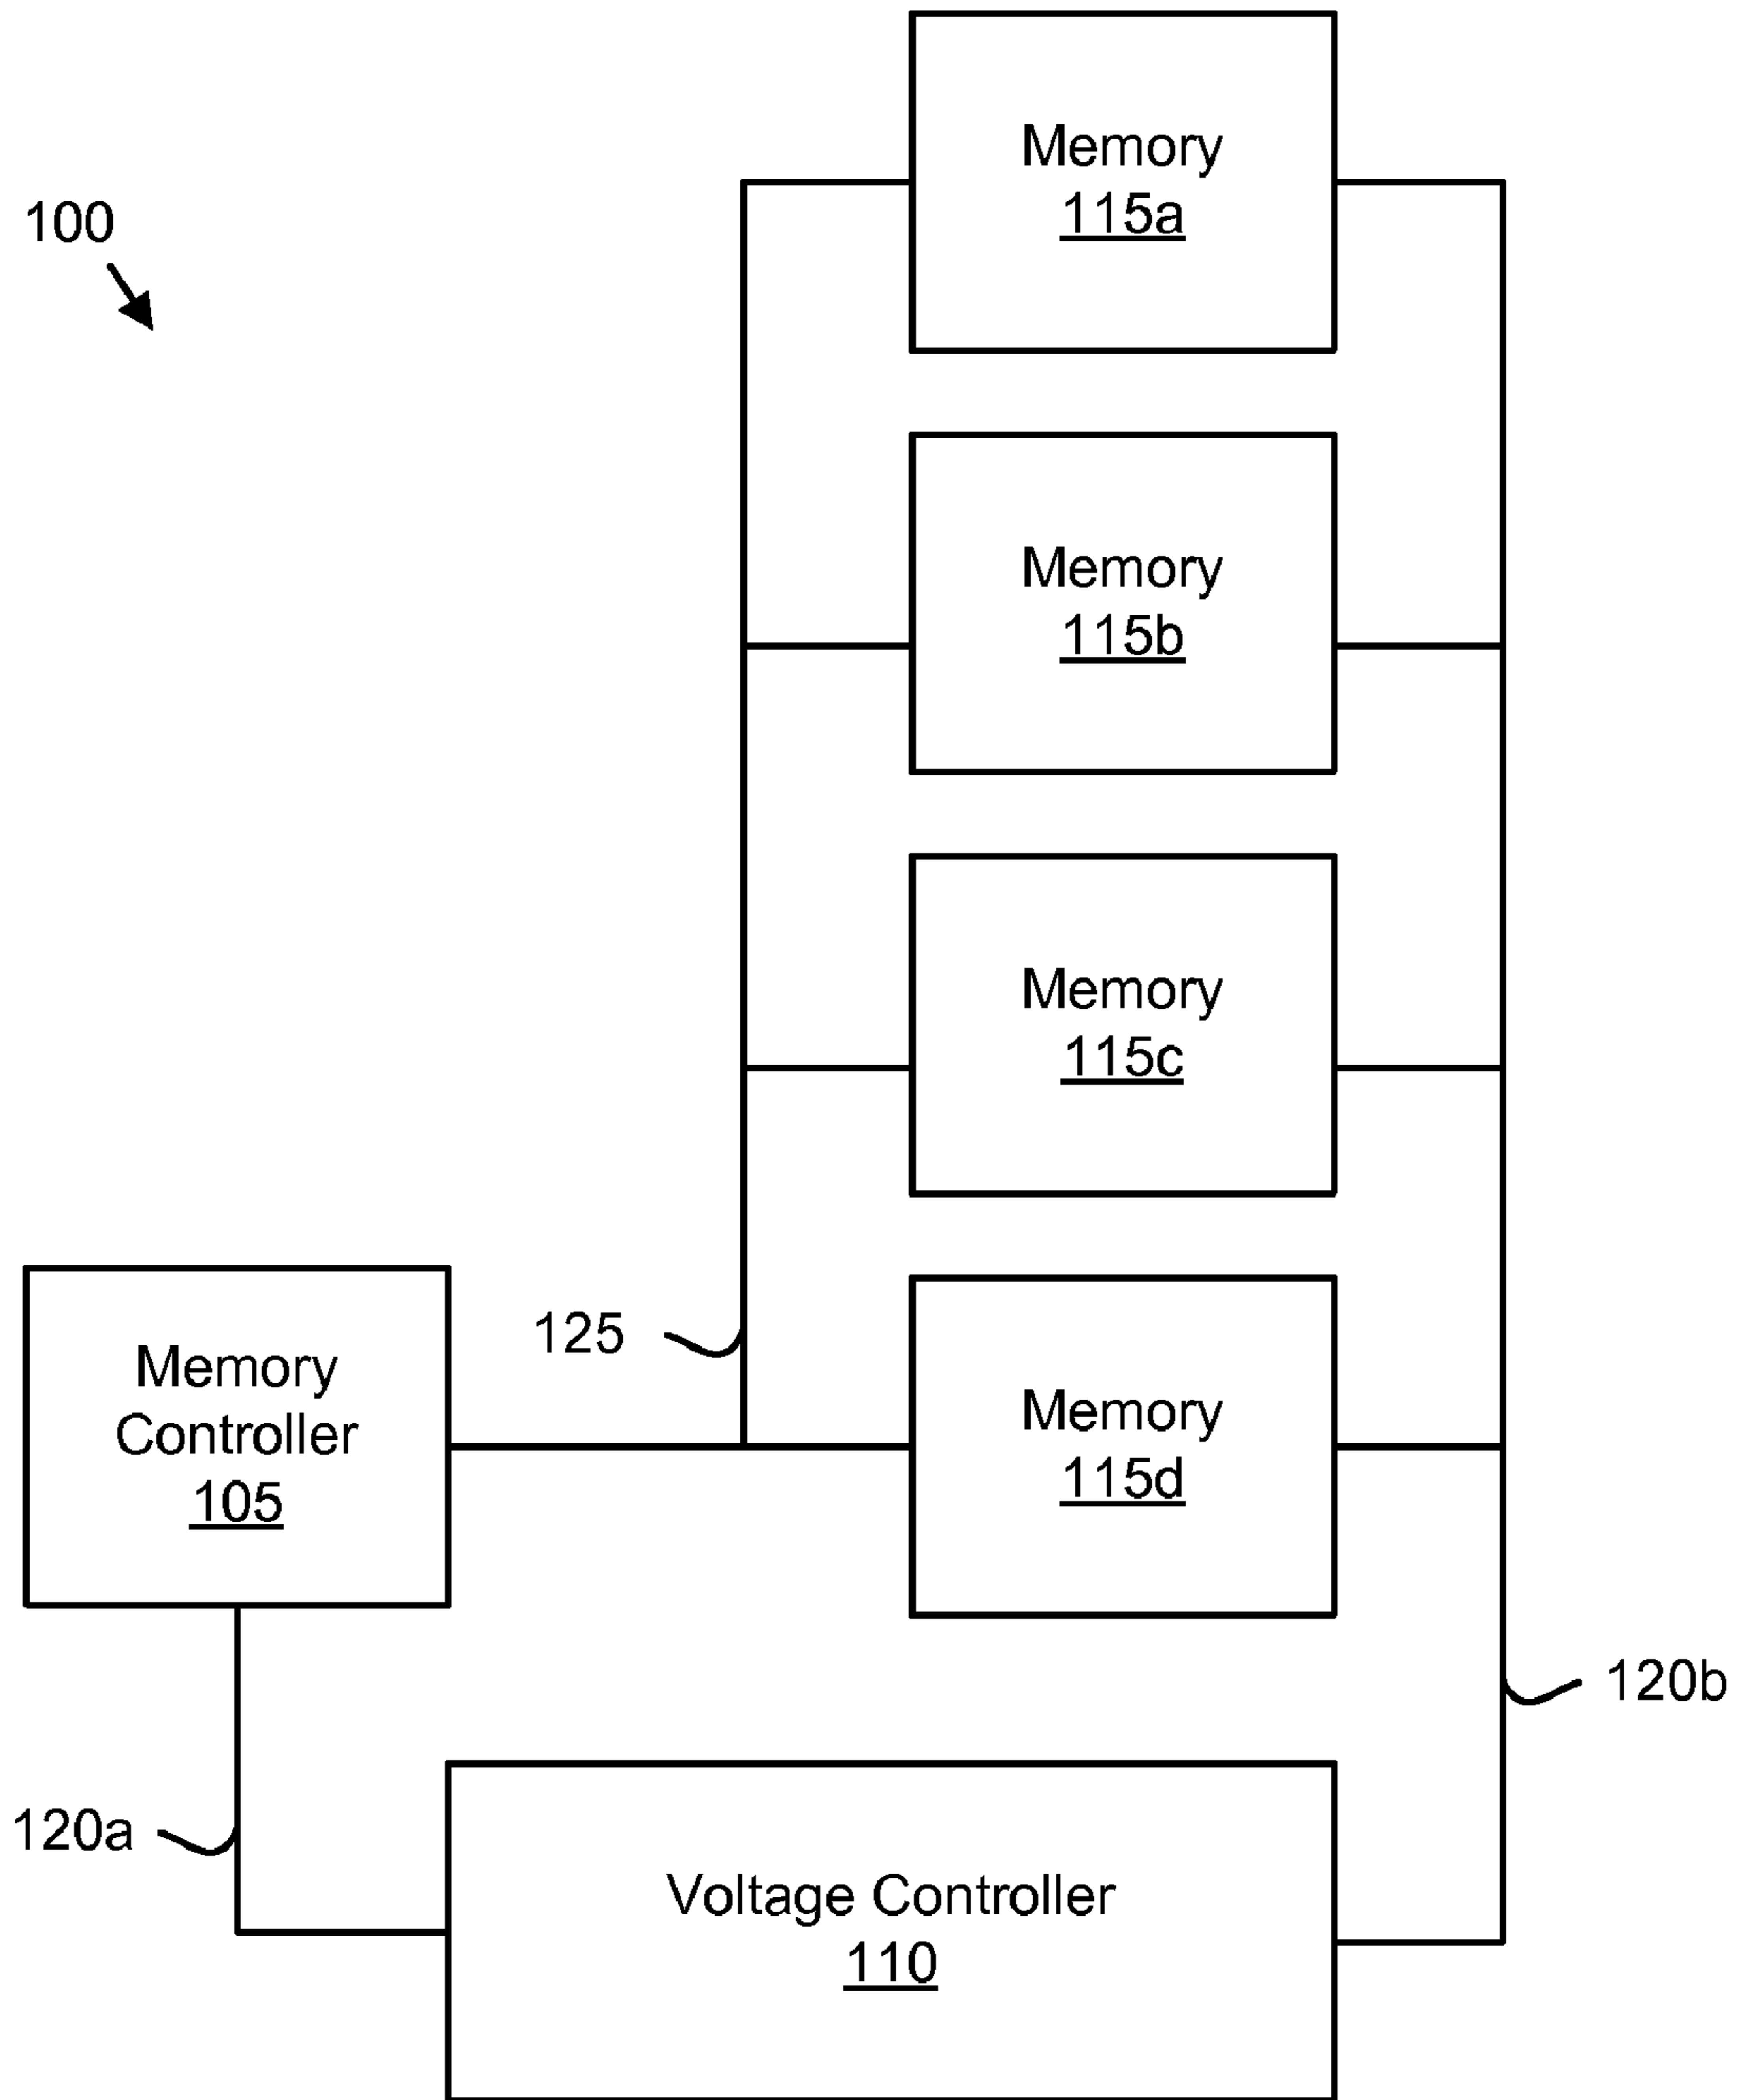 100
Memory
115a
Memory
115b
Memory
115c
125
Memory
115d
Memory
Controller
105
120b
120a
Voltage Controller
110